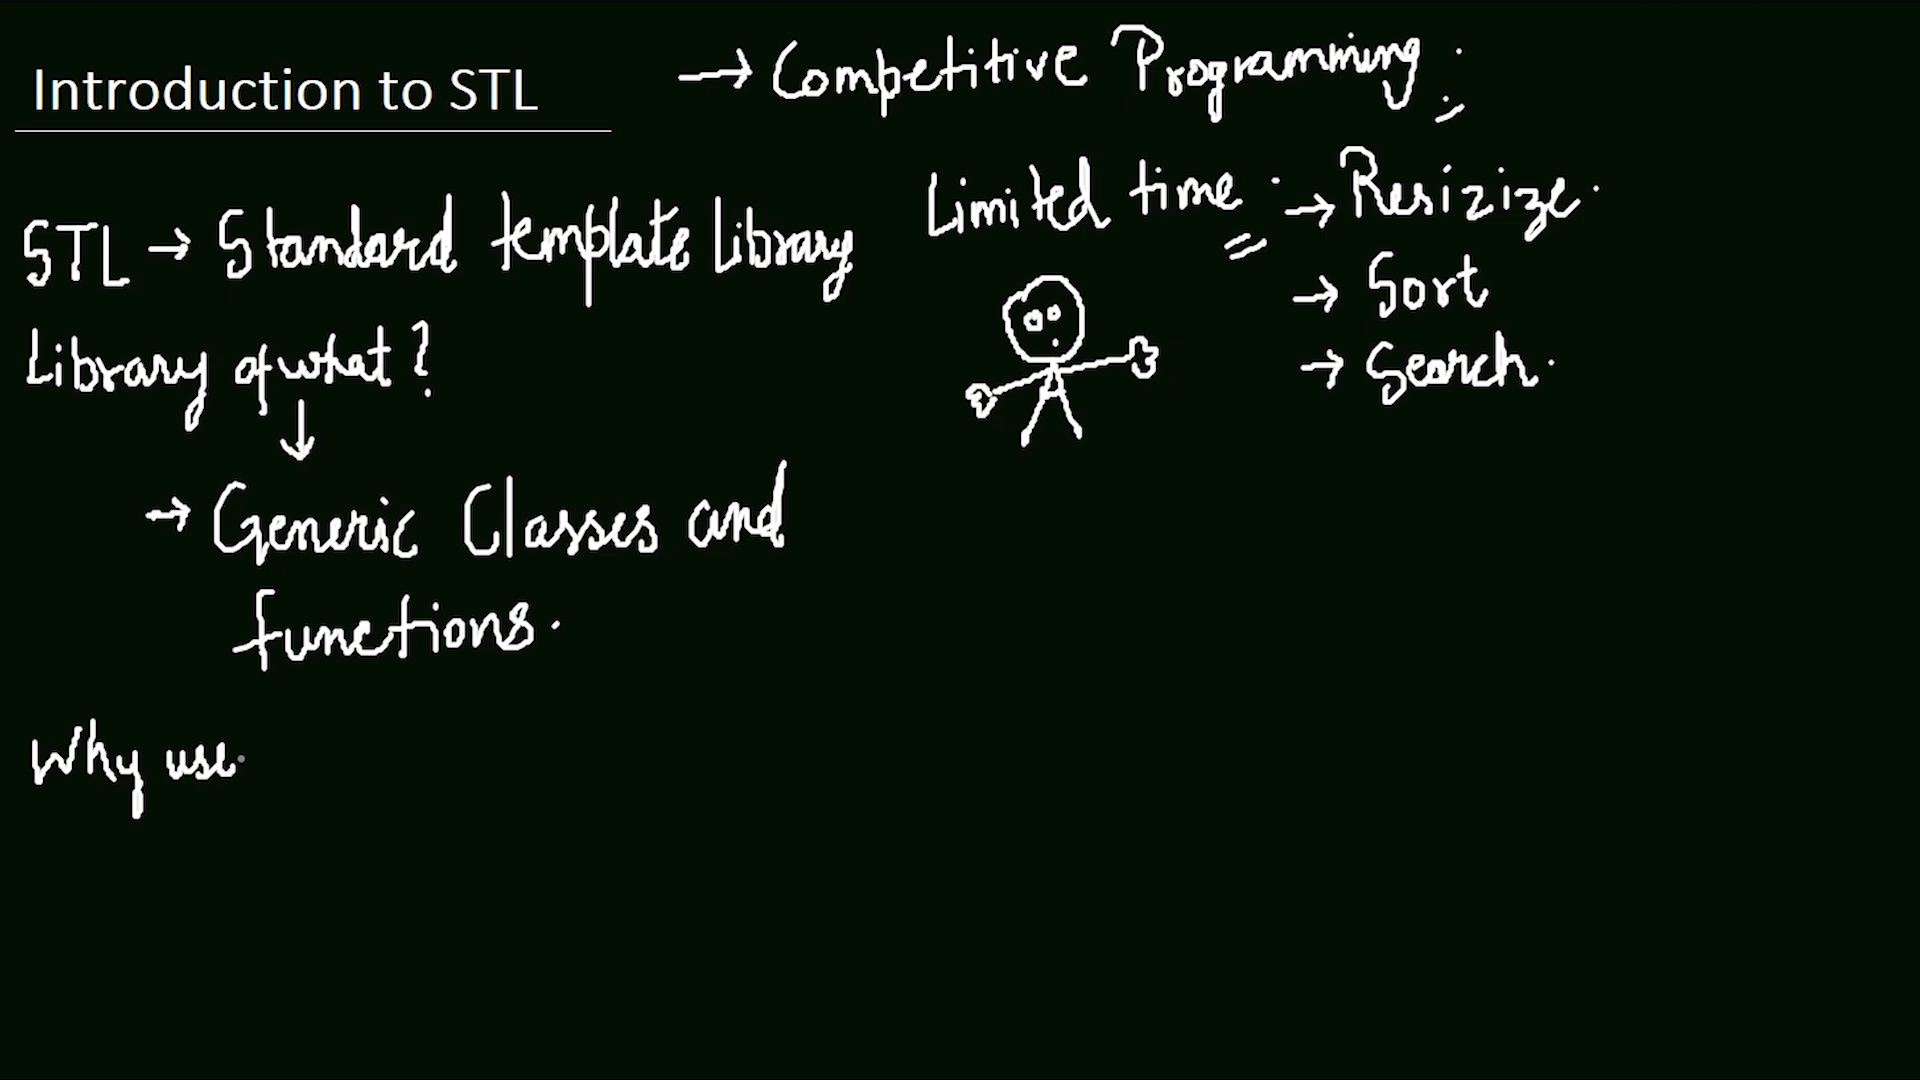 Introduction to STL
→ Competitive Programming
STL → Standard template Library
Library of what?
→ Generic Classes and
functions.
Why use
Limited time → Resizize.
→ Sort
→ Search.